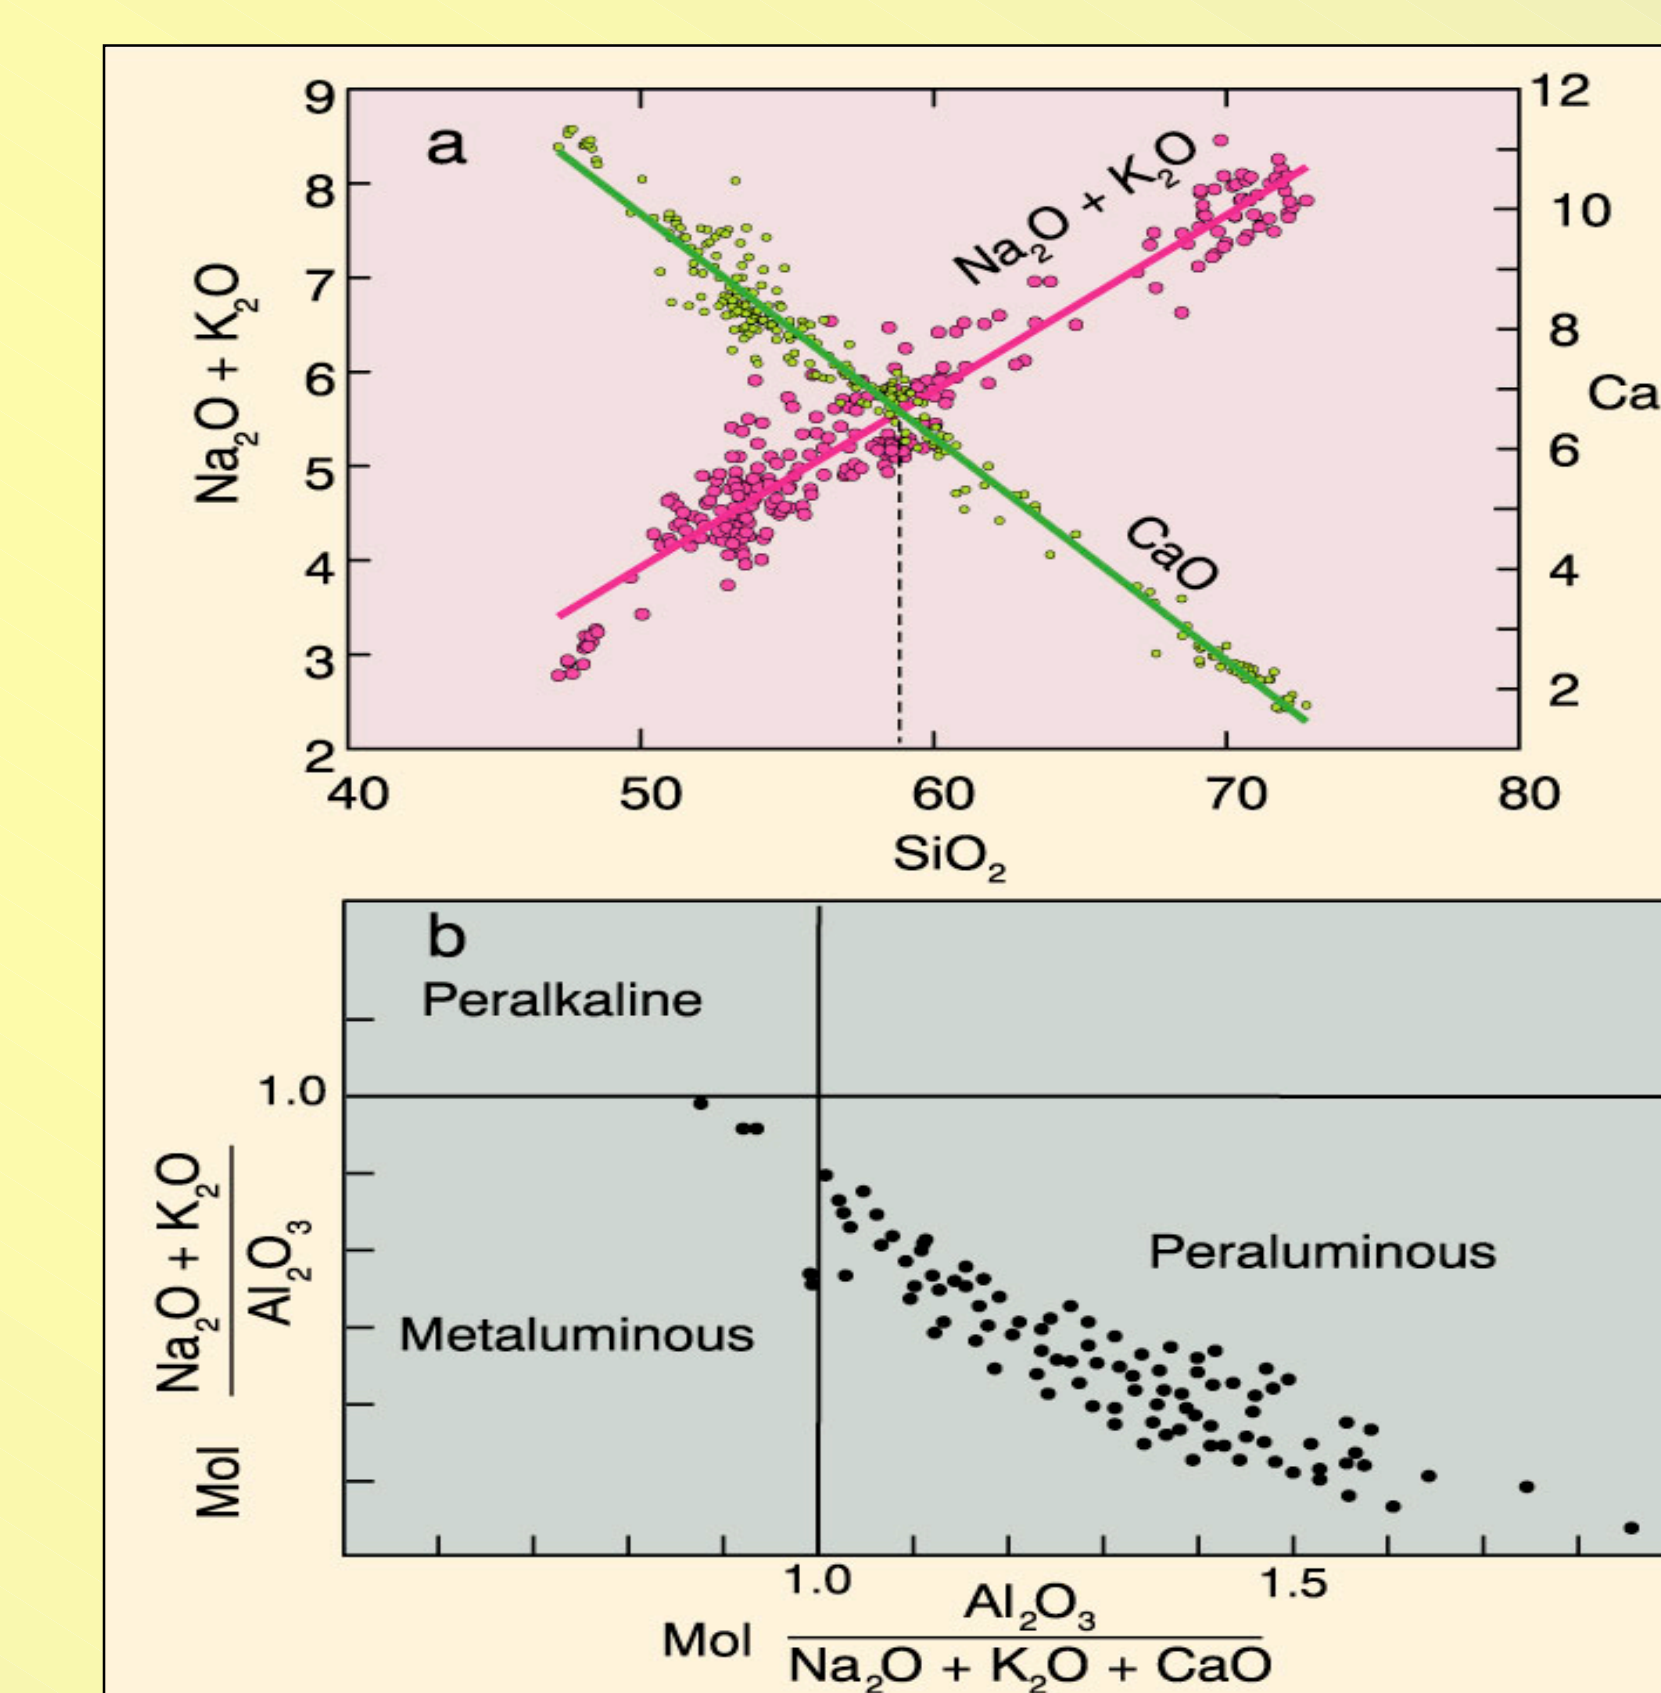 a
9
8
7
6
5
4
3
2
Na₂O + K₂O
12
10
8
6
4
2
Ca
Na₂O + K₂O
CaO
40 50 60 70 80
SiO₂
b
Peralkaline
1.0
Peraluminous
Metaluminous
Mol Na₂O + K₂O
Al₂O₃
1.0 1.5
Al₂O₃
Mol
Na₂O + K₂O + CaO